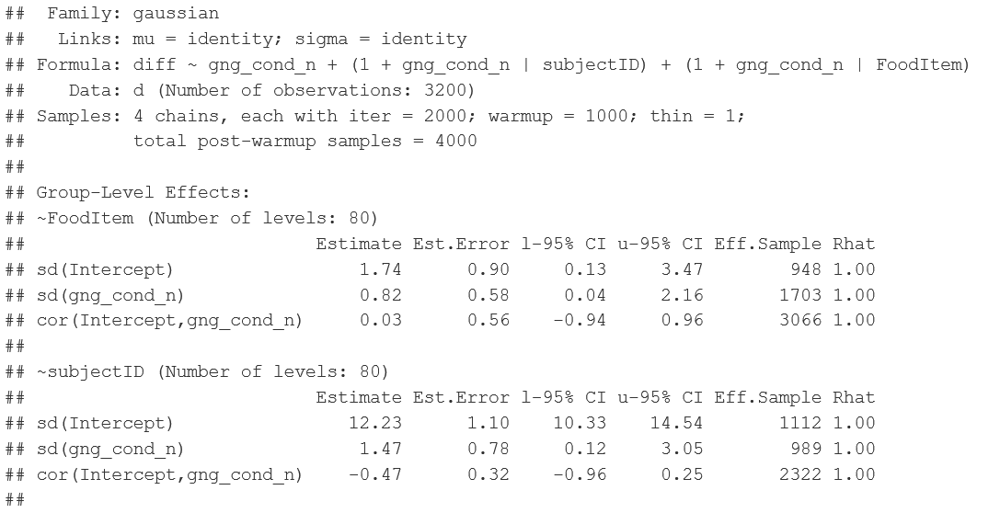 ##  Family: gaussian
##   Links: mu = identity; sigma = identity
## Formula: diff ~ gng_cond_n + (1 + gng_cond_n | subjectID) + (1 + gng_cond_n | FoodItem)
##    Data: d (Number of observations: 3200)
## Samples: 4 chains, each with iter = 2000; warmup = 1000; thin = 1;
##          total post-warmup samples = 4000
##
## Group-Level Effects:
## ~FoodItem (Number of levels: 80)
##                           Estimate Est.Error l-95% CI u-95% CI Eff.Sample Rhat
## sd(Intercept)                 1.74      0.90     0.13     3.47        948 1.00
## sd(gng_cond_n)                0.82      0.58     0.04     2.16       1703 1.00
## cor(Intercept,gng_cond_n)     0.03      0.56    -0.94     0.96       3066 1.00
##
## ~subjectID (Number of levels: 80)
##                           Estimate Est.Error l-95% CI u-95% CI Eff.Sample Rhat
## sd(Intercept)                12.23      1.10    10.33    14.54       1112 1.00
## sd(gng_cond_n)                1.47      0.78     0.12     3.05        989 1.00
## cor(Intercept,gng_cond_n)    -0.47      0.32    -0.96     0.25       2322 1.00
##